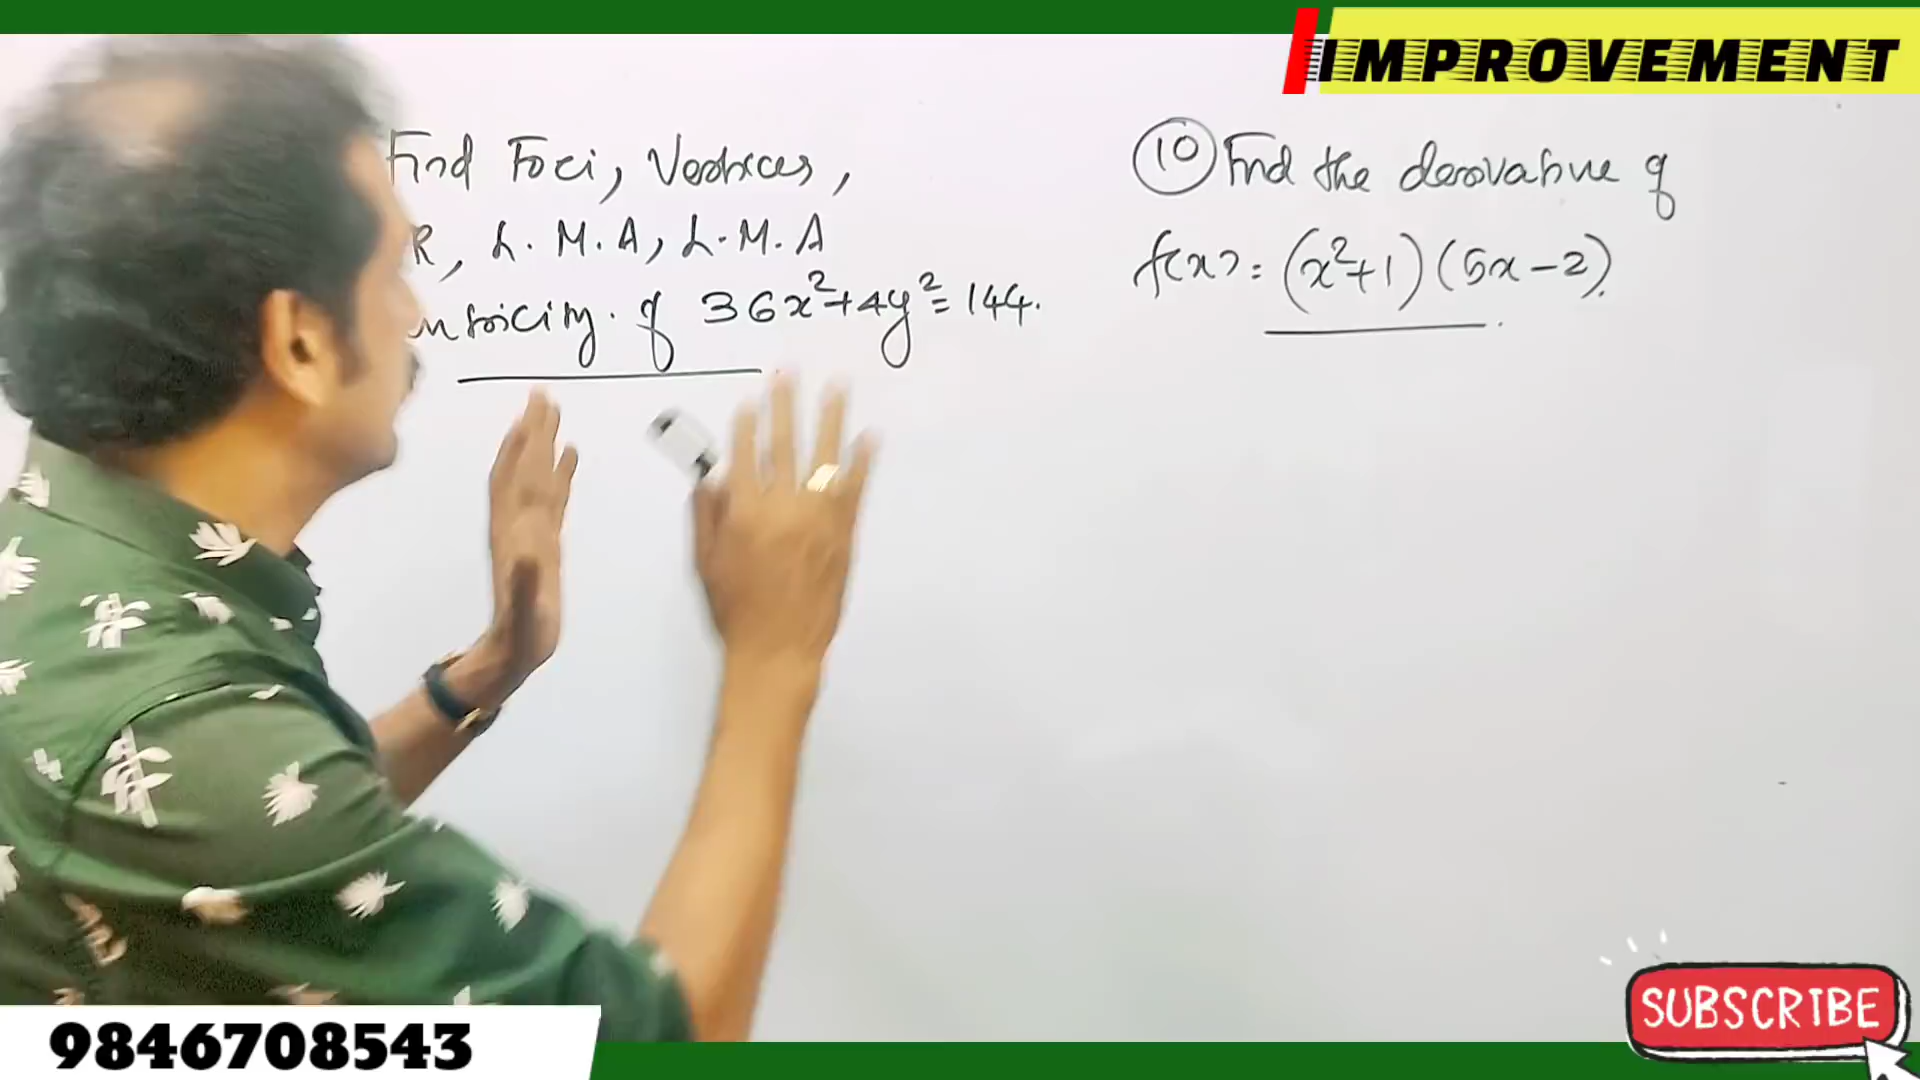 IMPROVEMENT
Find Foci, Vertices,
R, L.M.A, L.M.A
of 36x²+4y²=144.
10 Find the derivative of
f(x) = (x²+1)(5x-2).
9846708543
SUBSCRIBE